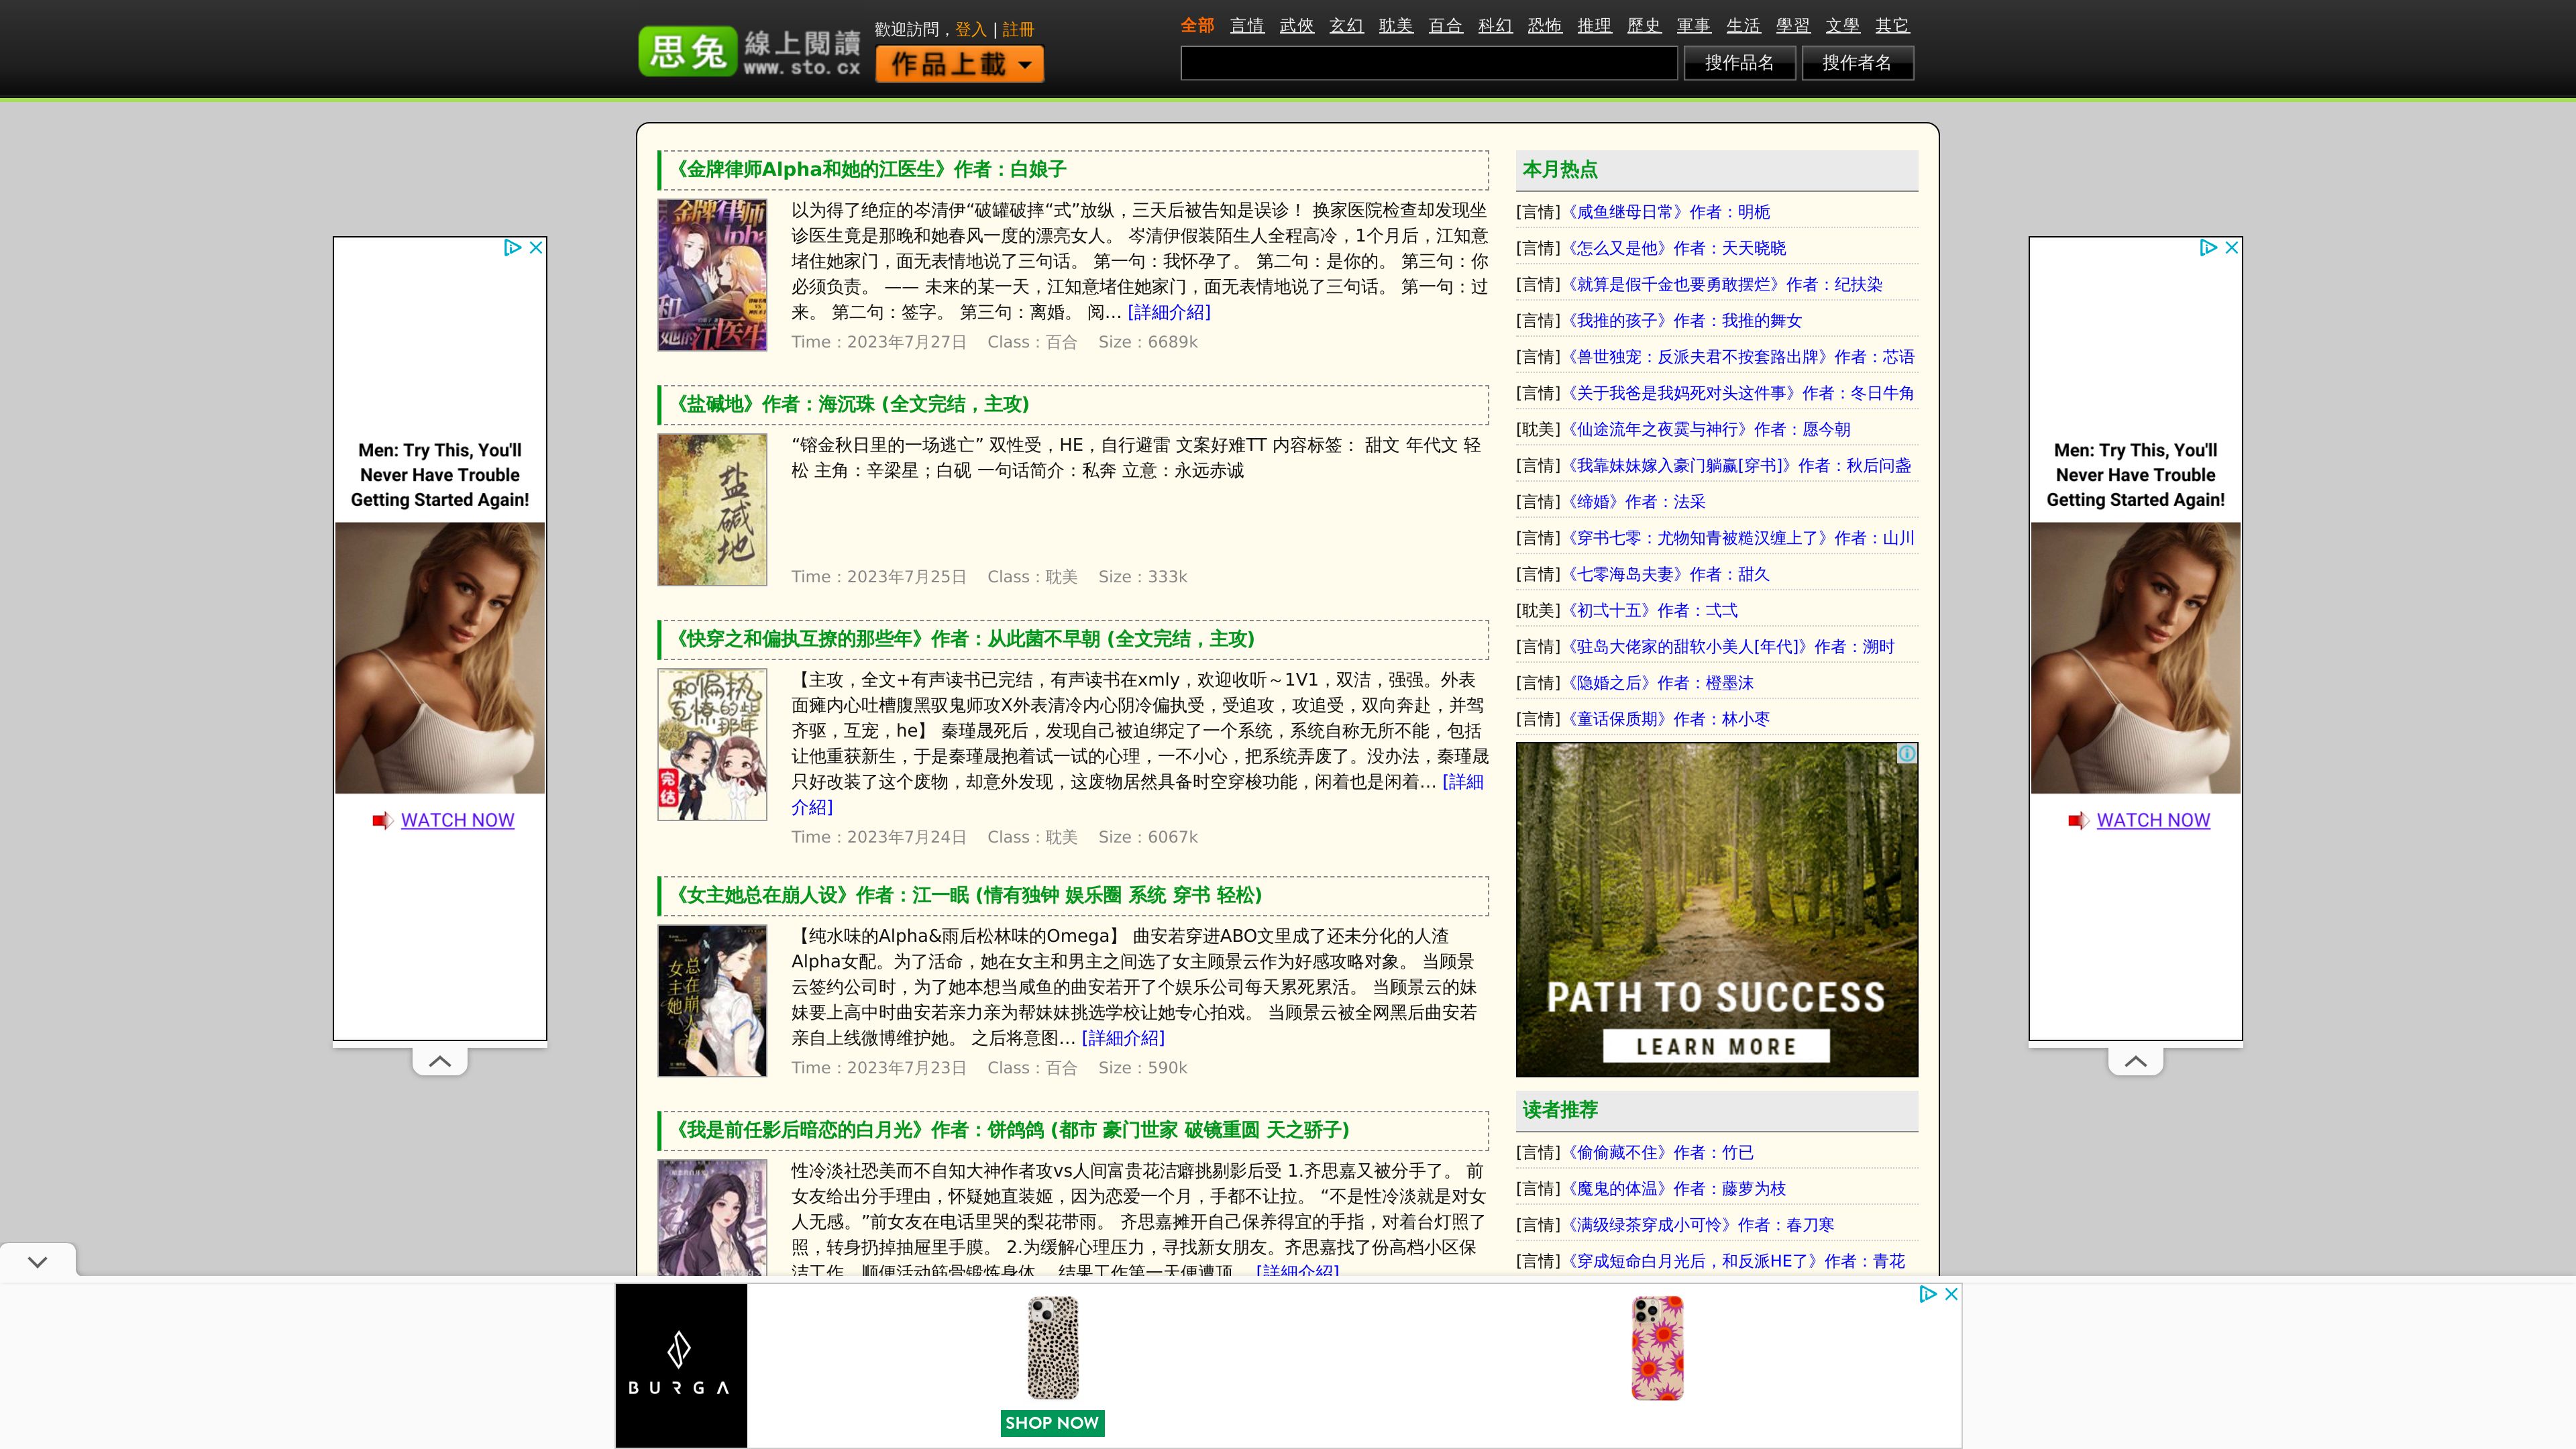 思兔 線上閱讀
www.sto.cx
歡迎訪問，登入 | 註冊
作品上載
全部 言情 武俠 玄幻 耽美 百合 科幻 恐怖 推理 歷史 軍事 生活 學習 文學 其它
搜作品名 搜作者名
《金牌律师Alpha和她的江医生》作者：白娘子
以为得了绝症的岑清伊“破罐破摔“式”放纵，三天后被告知是误诊！ 换家医院检查却发现坐
诊医生竟是那晚和她春风一度的漂亮女人。 岑清伊假装陌生人全程高冷，1个月后，江知意
堵住她家门，面无表情地说了三句话。 第一句：我怀孕了。 第二句：是你的。 第三句：你
必须负责。 —— 未来的某一天，江知意堵住她家门，面无表情地说了三句话。 第一句：过
来。 第二句：签字。 第三句：离婚。 阅… [詳細介紹]
Time：2023年7月27日 Class：百合 Size：6689k
《盐碱地》作者：海沉珠 (全文完结，主攻)
盐碱地
“镕金秋日里的一场逃亡” 双性受，HE，自行避雷 文案好难TT 内容标签： 甜文 年代文 轻
松 主角：辛梁星；白砚 一句话简介：私奔 立意：永远赤诚
Time：2023年7月25日 Class：耽美 Size：333k
《快穿之和偏执互撩的那些年》作者：从此菌不早朝 (全文完结，主攻)
和偏执互撩的那些年
完结
【主攻，全文+有声读书已完结，有声读书在xmly，欢迎收听～1V1，双洁，强强。外表
面瘫内心吐槽腹黑驭鬼师攻X外表清冷内心阴冷偏执受，受追攻，攻追受，双向奔赴，并驾
齐驱，互宠，he】 秦瑾晟死后，发现自己被迫绑定了一个系统，系统自称无所不能，包括
让他重获新生，于是秦瑾晟抱着试一试的心理，一不小心，把系统弄废了。没办法，秦瑾晟
只好改装了这个废物，却意外发现，这废物居然具备时空穿梭功能，闲着也是闲着… [詳細
介紹]
Time：2023年7月24日 Class：耽美 Size：6067k
《女主她总在崩人设》作者：江一眠 (情有独钟 娱乐圈 系统 穿书 轻松)
女主她总在崩人
【纯水味的Alpha&雨后松林味的Omega】 曲安若穿进ABO文里成了还未分化的人渣
Alpha女配。为了活命，她在女主和男主之间选了女主顾景云作为好感攻略对象。 当顾景
云签约公司时，为了她本想当咸鱼的曲安若开了个娱乐公司每天累死累活。 当顾景云的妹
妹要上高中时曲安若亲力亲为帮妹妹挑选学校让她专心拍戏。 当顾景云被全网黑后曲安若
亲自上线微博维护她。 之后将意图… [詳細介紹]
Time：2023年7月23日 Class：百合 Size：590k
《我是前任影后暗恋的白月光》作者：饼鸽鸽 (都市 豪门世家 破镜重圆 天之骄子)
性冷淡社恐美而不自知大神作者攻vs人间富贵花洁癖挑剔影后受 1.齐思嘉又被分手了。 前
女友给出分手理由，怀疑她直装姬，因为恋爱一个月，手都不让拉。 “不是性冷淡就是对女
人无感。”前女友在电话里哭的梨花带雨。 齐思嘉摊开自己保养得宜的手指，对着台灯照了
照，转身扔掉抽屉里手膜。 2.为缓解心理压力，寻找新女朋友。齐思嘉找了份高档小区保
洁工作，顺便活动筋骨锻炼身体。 结果工作第一天便遭顶… [詳細介紹]
本月热点
[言情]《咸鱼继母日常》作者：明栀
[言情]《怎么又是他》作者：天天晓晓
[言情]《就算是假千金也要勇敢摆烂》作者：纪扶染
[言情]《我推的孩子》作者：我推的舞女
[言情]《兽世独宠：反派夫君不按套路出牌》作者：芯语
[言情]《关于我爸是我妈死对头这件事》作者：冬日牛角
[耽美]《仙途流年之夜霙与神行》作者：愿今朝
[言情]《我靠妹妹嫁入豪门躺赢[穿书]》作者：秋后问盏
[言情]《缔婚》作者：法采
[言情]《穿书七零：尤物知青被糙汉缠上了》作者：山川
[言情]《七零海岛夫妻》作者：甜久
[耽美]《初弍十五》作者：弌弌
[言情]《驻岛大佬家的甜软小美人[年代]》作者：溯时
[言情]《隐婚之后》作者：橙墨沫
[言情]《童话保质期》作者：林小枣
PATH TO SUCCESS
LEARN MORE
读者推荐
[言情]《偷偷藏不住》作者：竹已
[言情]《魔鬼的体温》作者：藤萝为枝
[言情]《满级绿茶穿成小可怜》作者：春刀寒
[言情]《穿成短命白月光后，和反派HE了》作者：青花
Men: Try This, You'll
Never Have Trouble
Getting Started Again!
WATCH NOW
Men: Try This, You'll
Never Have Trouble
Getting Started Again!
WATCH NOW
BURGA
SHOP NOW